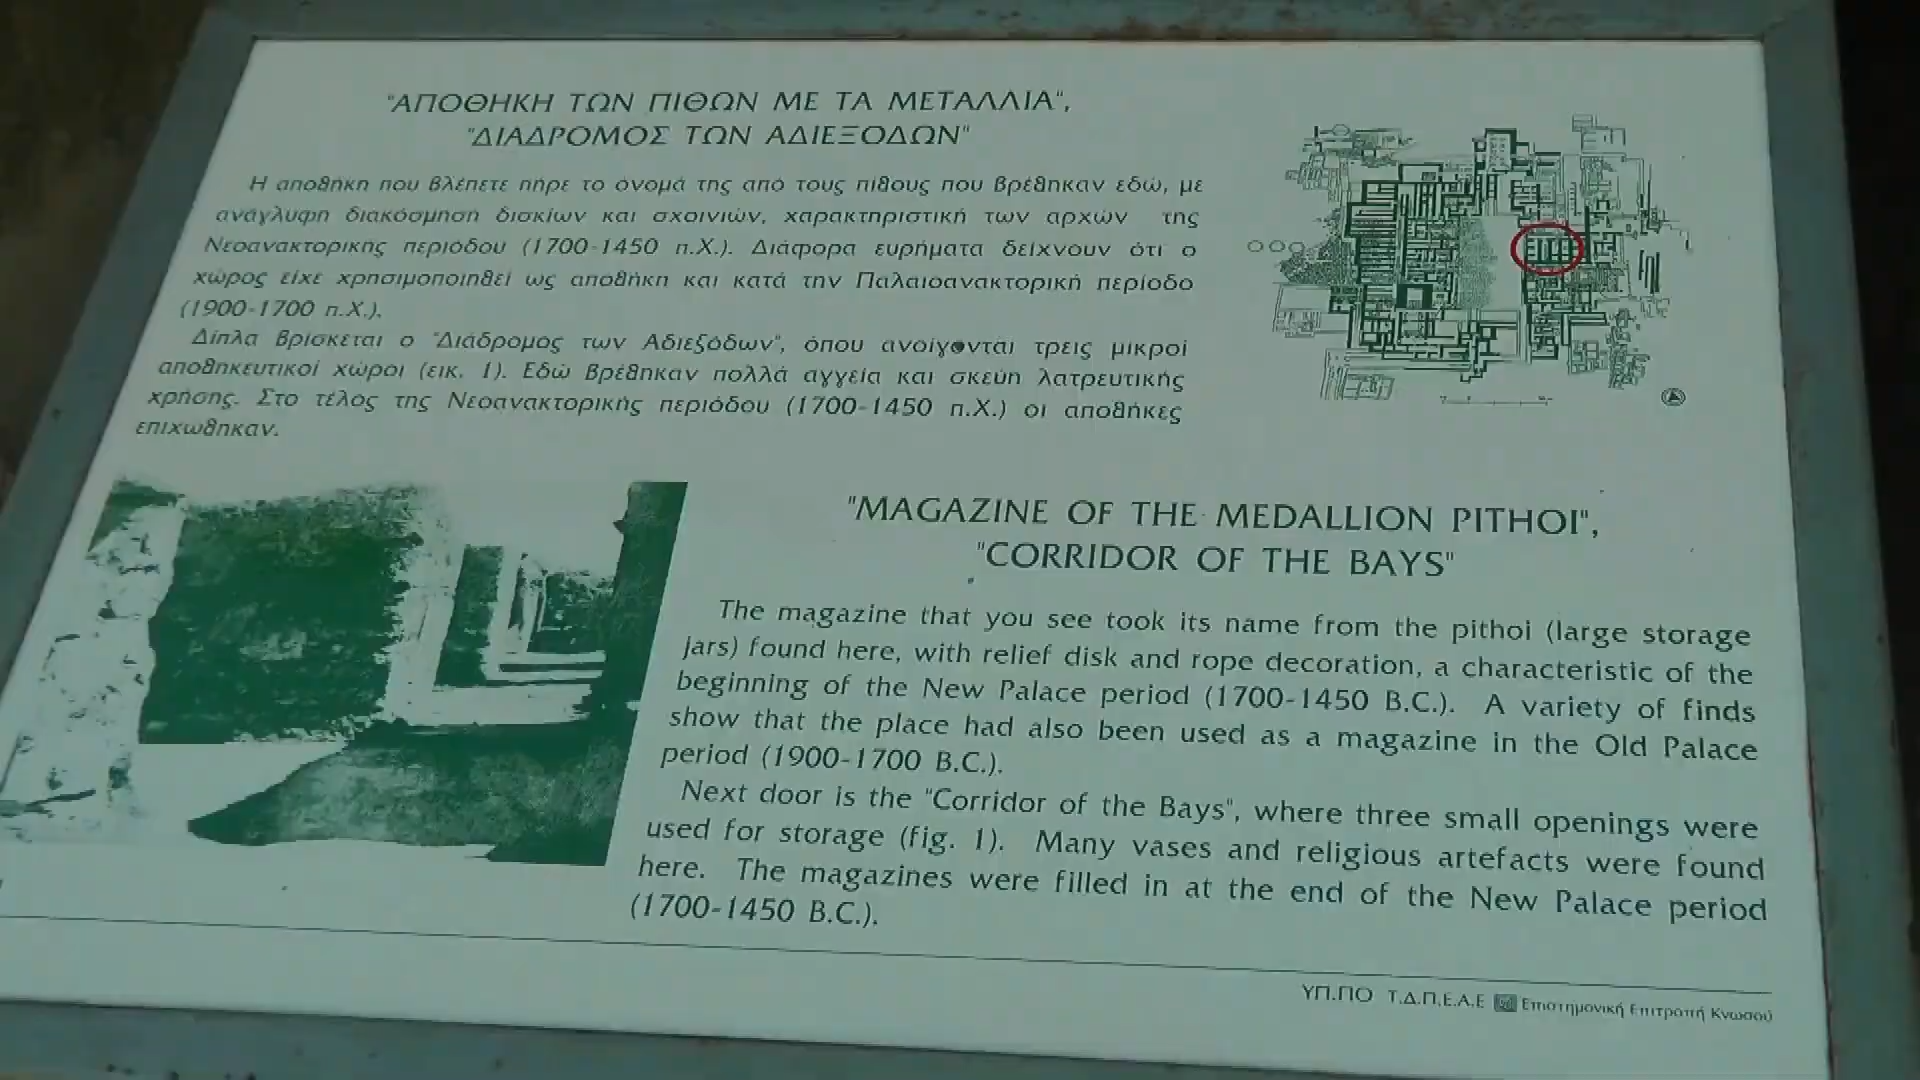 "ΑΠΟΘΗΚΗ ΤΩΝ ΠΙΘΩΝ ΜΕ ΤΑ ΜΕΤΑΛΛΙΑ",
"ΔΙΑΔΡΟΜΟΣ ΤΩΝ ΑΔΙΕΞΟΔΩΝ"
Η αποθήκη που βλέπετε πήρε το όνομά της από τους πίθους που βρέθηκαν εδώ, με
ανάγλυφη διακόσμηση δισκίων και σχοινιών, χαρακτηριστική των αρχών της
Νεοανακτορικής περιόδου (1700-1450 π.Χ.). Διάφορα ευρήματα δείχνουν ότι ο
χώρος είχε χρησιμοποιηθεί ως αποθήκη και κατά την Παλαιοανακτορική περίοδο
(1900-1700 π.Χ.).
Δίπλα βρίσκεται ο "Διάδρομος των Αδιεξόδων", όπου ανοίγονται τρεις μικροί
αποθηκευτικοί χώροι (εικ. 1). Εδώ βρέθηκαν πολλά αγγεία και σκεύη λατρευτικής
χρήσης. Στο τέλος της Νεοανακτορικής περιόδου (1700-1450 π.Χ.) οι αποθήκες
επιχώθηκαν.
"MAGAZINE OF THE MEDALLION PITHOI",
"CORRIDOR OF THE BAYS"
The magazine that you see took its name from the pithoi (large storage
jars) found here, with relief disk and rope decoration, a characteristic of the
beginning of the New Palace period (1700-1450 B.C.). A variety of finds
show that the place had also been used as a magazine in the Old Palace
period (1900-1700 B.C.).
Next door is the "Corridor of the Bays", where three small openings were
used for storage (fig. 1). Many vases and religious artefacts were found
here. The magazines were filled in at the end of the New Palace period
(1700-1450 B.C.).
ΥΠ.ΠΟ Τ.Δ.Π.Ε.Α.Ε Επιστημονική Επιτροπή Κνωσού